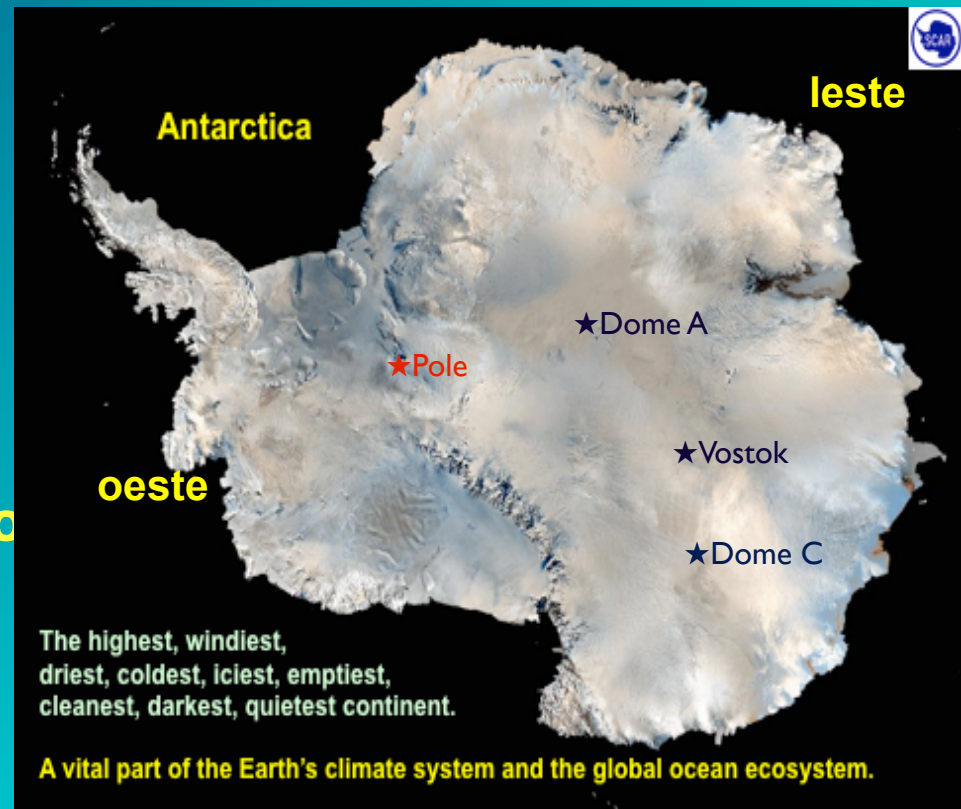 SCAR
leste
Antarctica
★Dome A
★Pole
★Vostok
oeste
★Dome C
The highest, windiest,
driest, coldest, iciest, emptiest,
cleanest, darkest, quietest continent.
A vital part of the Earth's climate system and the global ocean ecosystem.